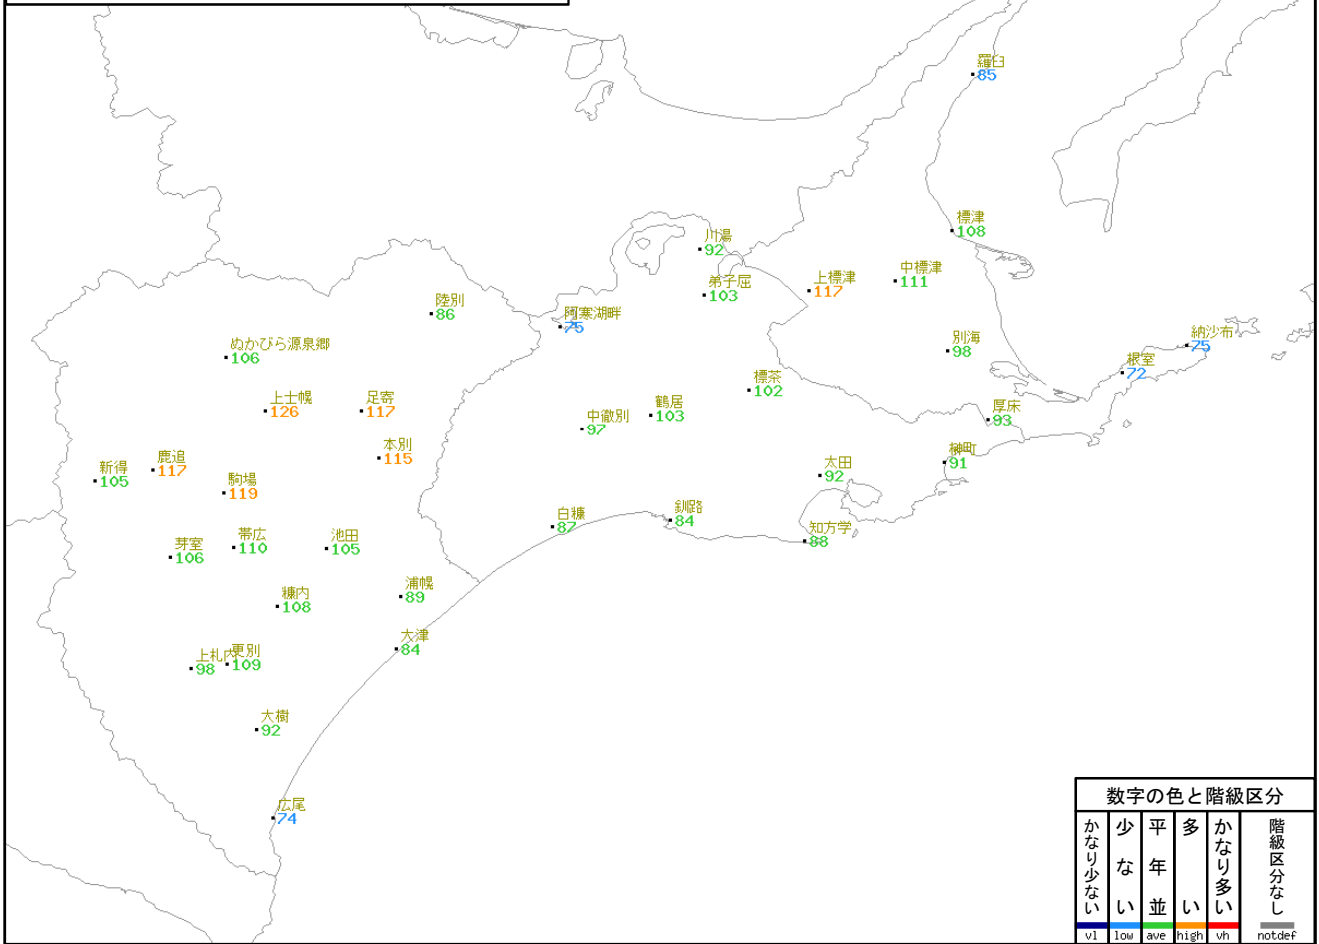 羅臼
85
標津
108
川湯
92
中標津
111
上標津
117
弟子屈
103
陸別
86
阿寒湖畔
75
納沙布
75
ぬかびら源泉郷
106
別海
98
根室
72
標茶
102
上士幌
126
足寄
117
鶴居
103
厚床
93
中徹別
97
本別
115
榊町
91
鹿追
117
新得
105
太田
92
駒場
119
釧路
84
白糠
87
知方学
88
帯広
110
池田
105
芽室
106
浦幌
89
糠内
108
大津
84
上札内
98
更別
109
大樹
92
広尾
74
数字の色と階級区分
かなり少ない
少ない
平年並
多い
かなり多い
階級区分なし
vl
low
ave
high
vh
notdef